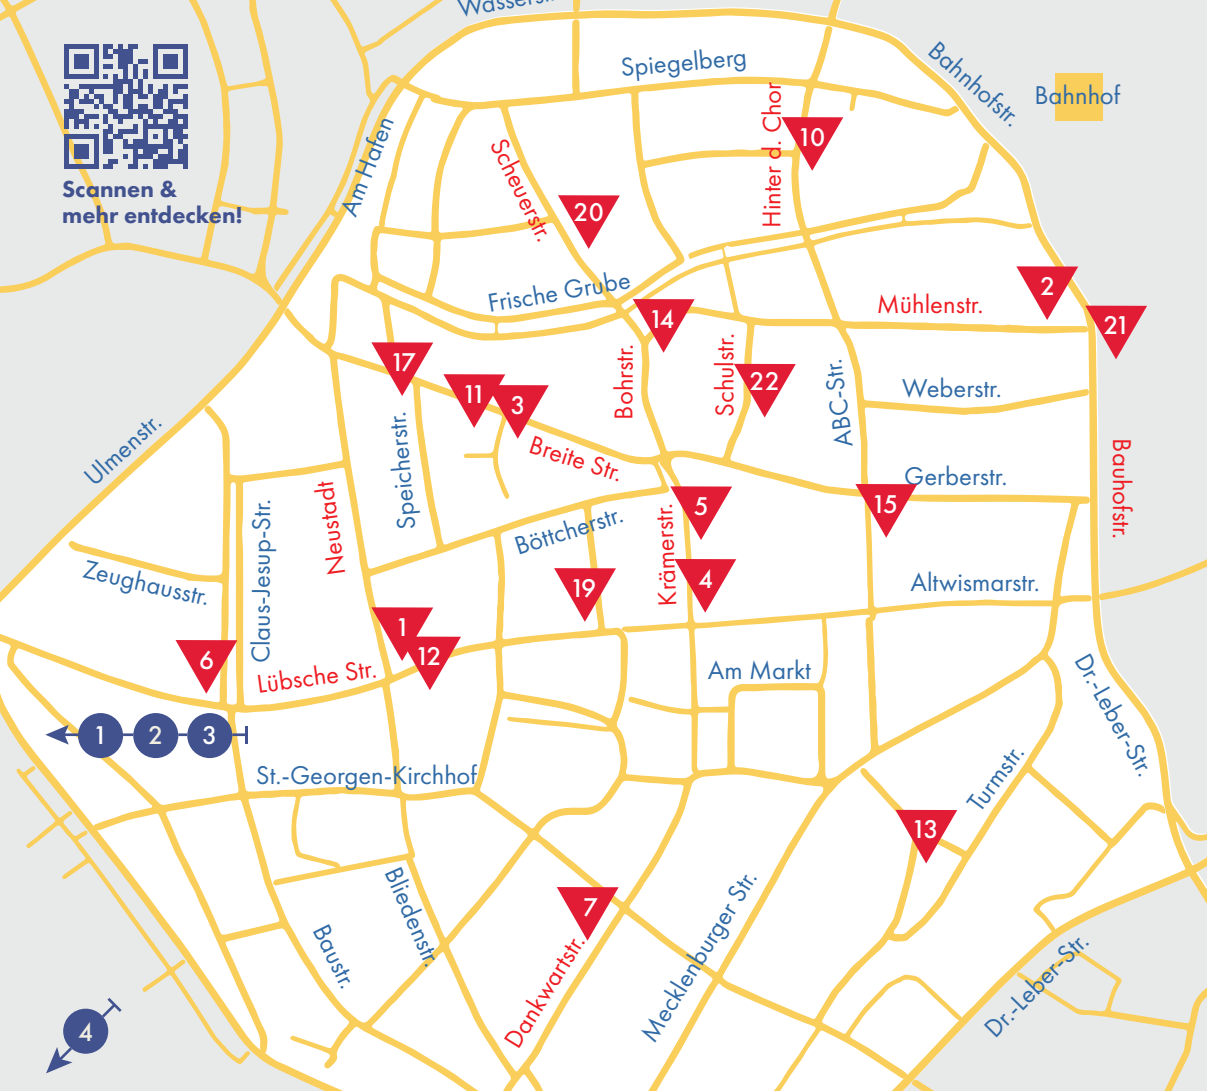 Wasserst
Spiegelberg
Bahnhofstr.
Bahnhof
Scannen &
mehr entdecken!
Am Hafen
Scheuerstr.
Hinter d. Chor
10
20
Frische Grube
2
Mühlenstr.
21
14
17
11
3
Bohrstr.
Schulstr.
22
ABC-Str.
Weberstr.
Ulmenstr.
Speicherstr.
Breite Str.
Bauhofstr.
Gerberstr.
15
5
Neustadt
Claus-Jesup-Str.
Böttcherstr.
Krämerstr.
Zeughausstr.
19
4
Altwismarstr.
1
12
6
Lübsche Str.
Am Markt
Dr.-Leber-Str.
1
2
3
St.-Georgen-Kirchhof
Turmstr.
13
Bliedenstr.
7
Baustr.
Dankwartstr.
Mecklenburger Str.
Dr.-Leber-Str.
4